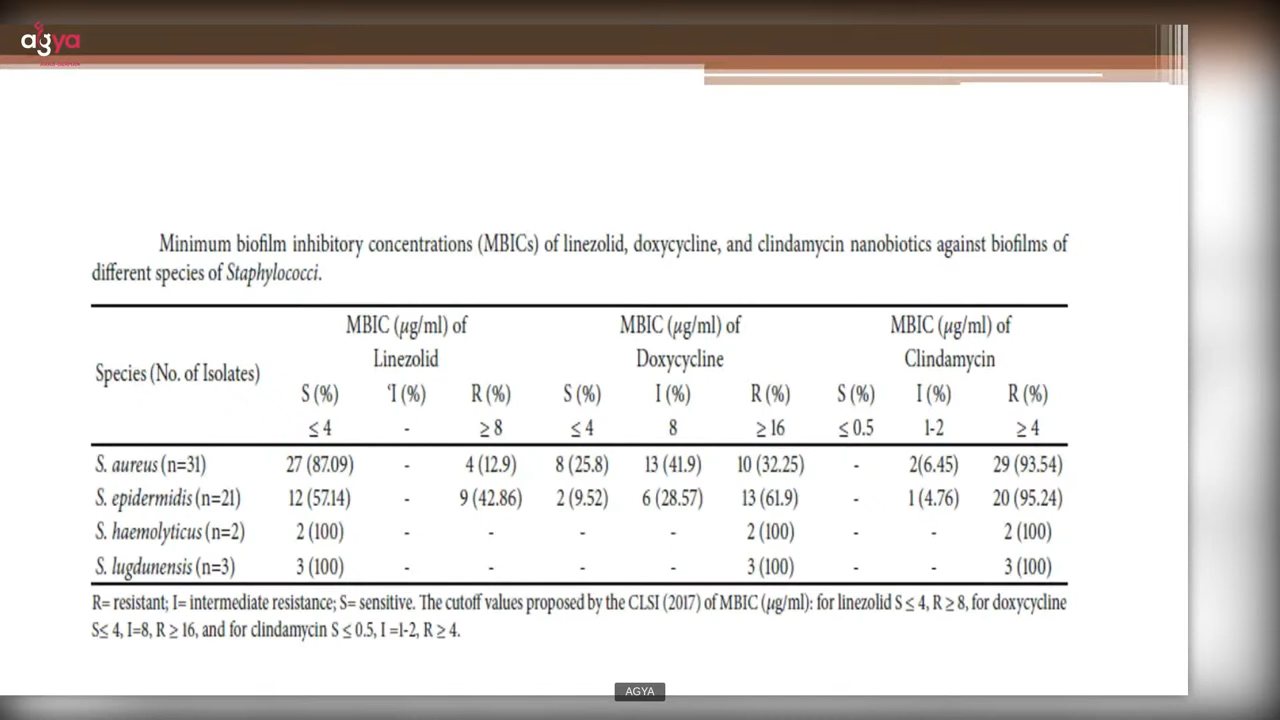 agya
Minimum biofilm inhibitory concentrations (MBICs) of linezolid, doxycycline, and clindamycin nanobiotics against biofilms of
different species of Staphylococci.
MBIC (μg/ml) of MBIC (μg/ml) of MBIC (μg/ml) of
Linezolid Doxycycline Clindamycin
Species (No. of Isolates)
S (%) 'I (%) R (%) S (%) I (%) R (%) S (%) I (%) R (%)
≤ 4 - ≥ 8 ≤ 4 8 ≥ 16 ≤ 0.5 1-2 ≥ 4
S. aureus (n=31) 27 (87.09) - 4 (12.9) 8 (25.8) 13 (41.9) 10 (32.25) - 2(6.45) 29 (93.54)
S. epidermidis (n=21) 12 (57.14) - 9 (42.86) 2 (9.52) 6 (28.57) 13 (61.9) - 1 (4.76) 20 (95.24)
S. haemolyticus (n=2) 2 (100) - - - - 2 (100) - - 2 (100)
S. lugdunensis (n=3) 3 (100) - - - - 3 (100) - - 3 (100)
R= resistant; I= intermediate resistance; S= sensitive. The cutoff values proposed by the CLSI (2017) of MBIC (μg/ml): for linezolid S ≤ 4, R ≥ 8, for doxycycline
S≤ 4, I=8, R ≥ 16, and for clindamycin S ≤ 0.5, I =1-2, R ≥ 4.
AGYA